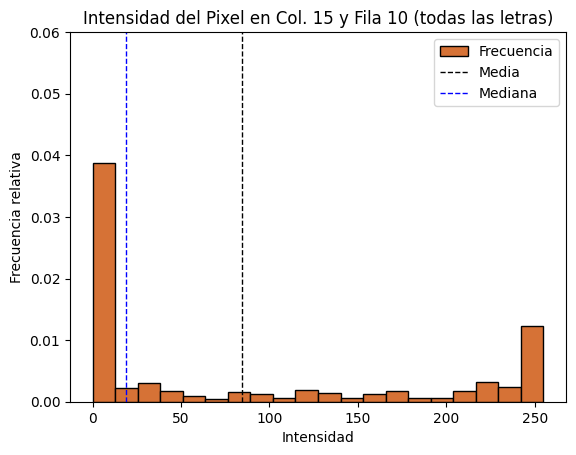 Intensidad del Pixel en Col. 15 y Fila 10 (todas las letras)
Frecuencia
Media
Mediana
Frecuencia relativa
0.06
0.05
0.04
0.03
0.02
0.01
0.00
0 50 100 150 200 250
Intensidad